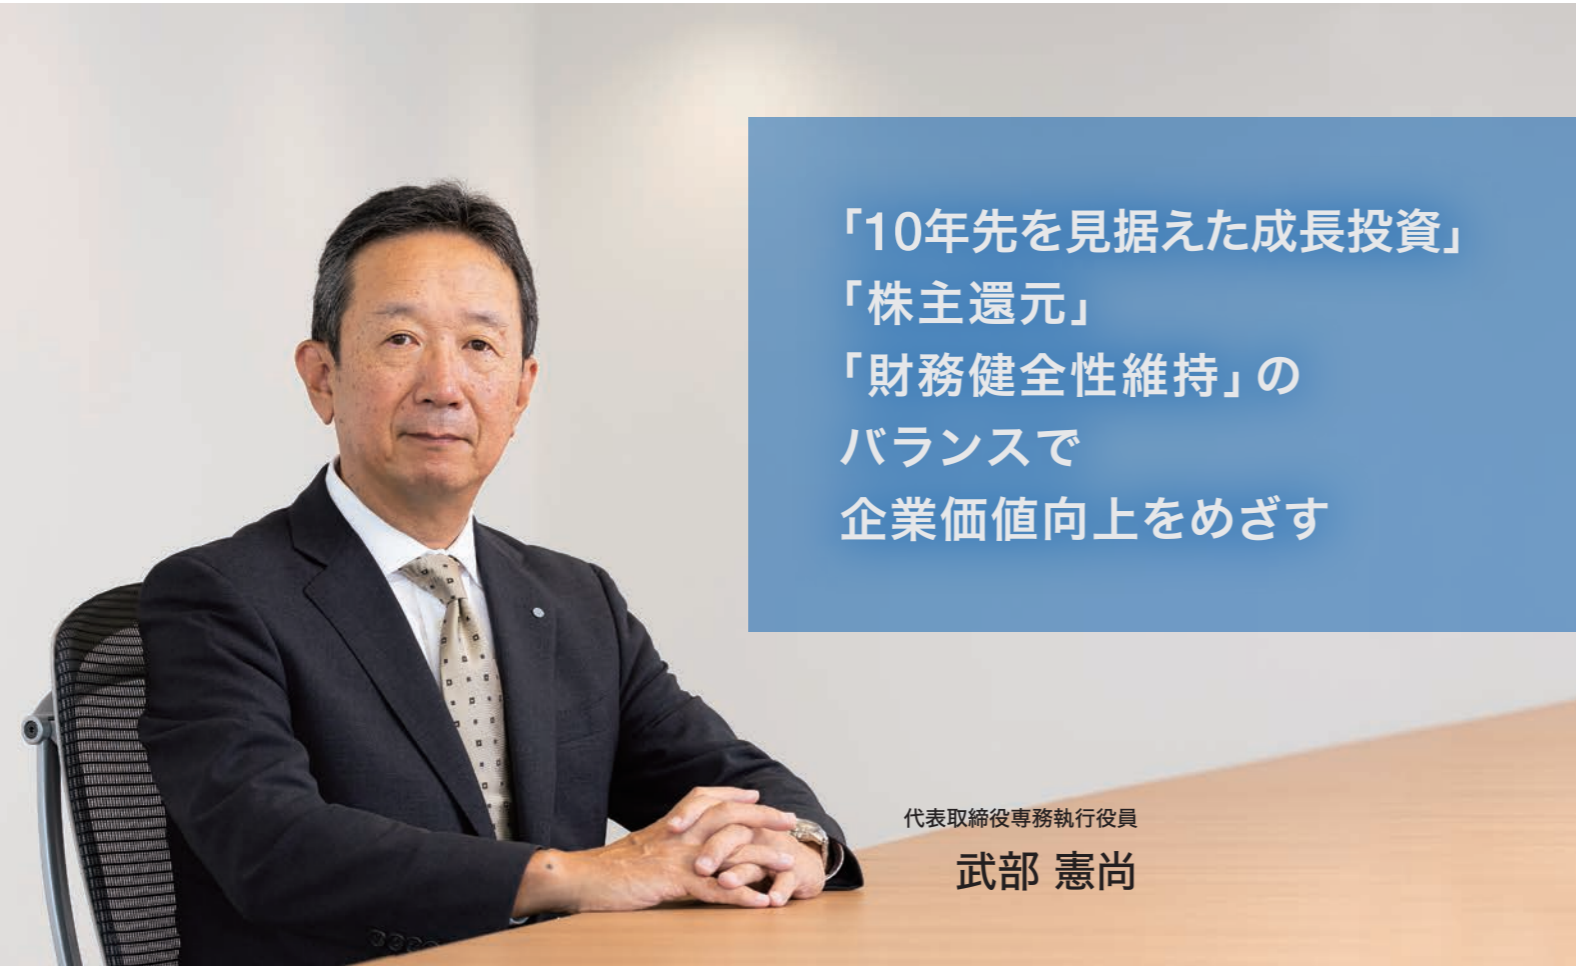 「10年先を見据えた成長投資」
「株主還元」
「財務健全性維持」の
バランスで
企業価値向上をめざす
代表取締役専務執行役員
武部 憲尚